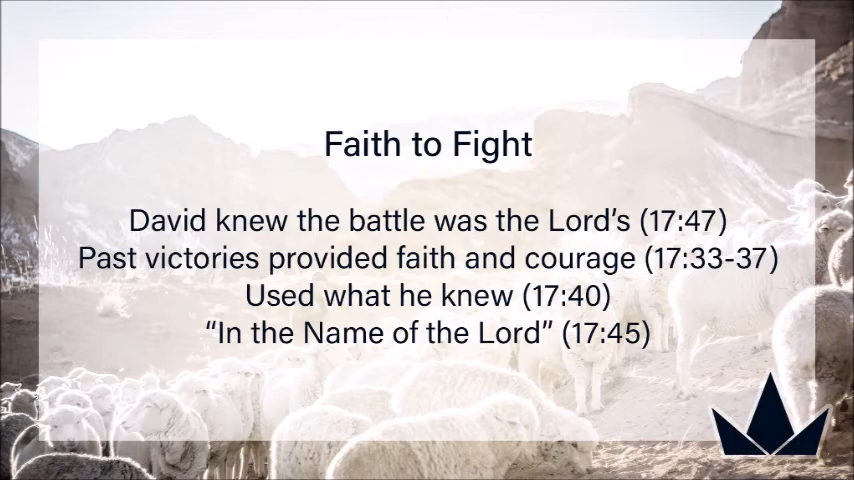 Faith to Fight
David knew the battle was the Lord’s (17:47)
Past victories provided faith and courage (17:33-37)
Used what he knew (17:40)
“In the Name of the Lord” (17:45)